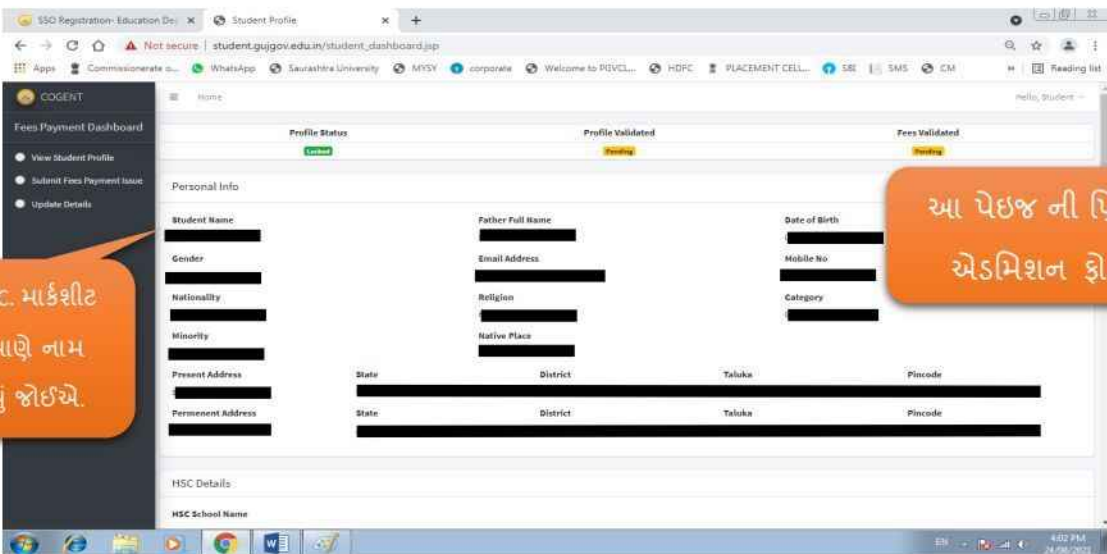 SSO Registration- Education De
Student Profile
Not secure | student.gujgov.edu.in/student_dashboard.jsp
Apps
Commissionerate o...
WhatsApp
Saurashtra University
MYSY
corporate
Welcome to PGVCL...
HDFC
PLACEMENT CELL...
SBI
SMS
CM
Reading list
COGENT
Home
Hello, Student
Fees Payment Dashboard
View Student Profile
Submit Fees Payment Issue
Update Details
Profile Status
Profile Validated
Fees Validated
Locked
Pending
Pending
Personal Info
Student Name
Father Full Name
Date of Birth
Gender
Email Address
Mobile No
Nationality
Religion
Category
Minority
Native Place
Present Address
State
District
Taluka
Pincode
Permenent Address
State
District
Taluka
Pincode
HSC Details
HSC School Name
આ પેઇજ ની
એડમિશન
માર્કશીટ
નામ
જોઈએ.
EN
4:02 PM